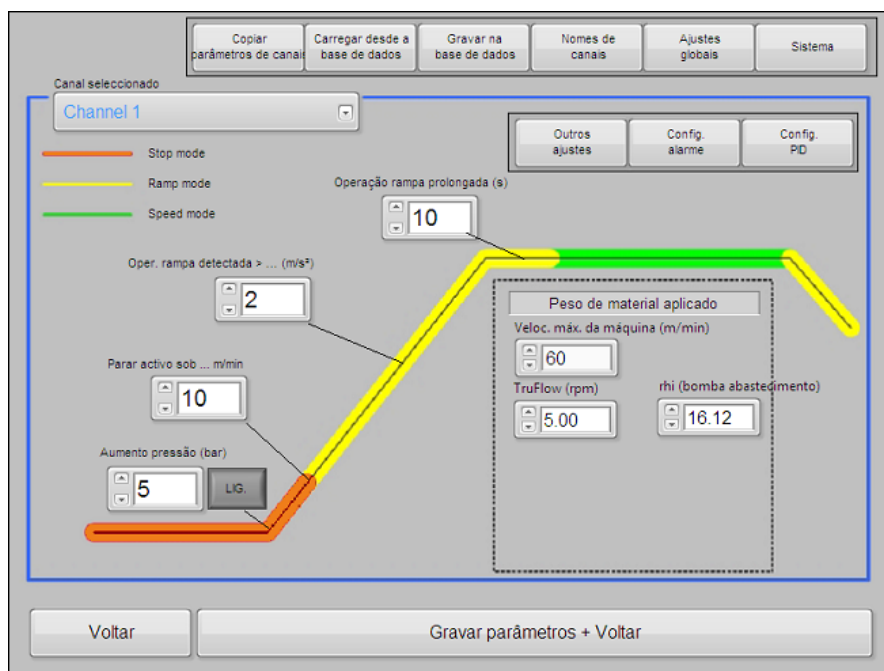 Copiar
parâmetros de canais
Carregar desde a
base de dados
Gravar na
base de dados
Nomes de
canais
Ajustes
globais
Sistema
Canal seleccionado
Channel 1
Outros
ajustes
Config.
alarme
Config.
PID
Stop mode
Ramp mode
Speed mode
Operação rampa prolongada (s)
10
Oper. rampa detectada > ... (m/s²)
2
Peso de material aplicado
Veloc. máx. da máquina (m/min)
60
TruFlow (rpm)
5.00
rhi (bomba abastecimento)
16.12
Parar activo sob ... m/min
10
Aumento pressão (bar)
5
LIG.
Voltar
Gravar parâmetros + Voltar